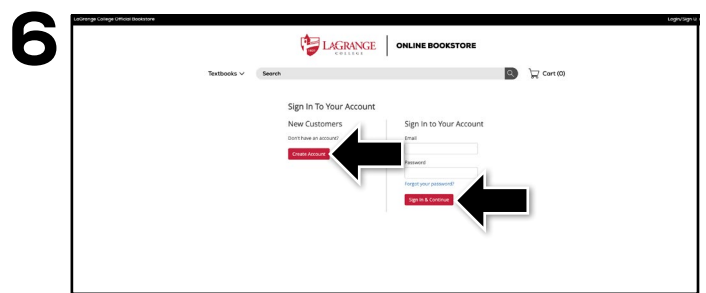 6
LaGrange College Official Bookstore
Login/Sign U
LAGRANGE
COLLEGE
ONLINE BOOKSTORE
Textbooks
Search
Cart (0)
Sign In To Your Account
New Customers
Don't have an account?
Create Account
Sign In to Your Account
Email
Password
Forgot your password?
Sign In & Continue